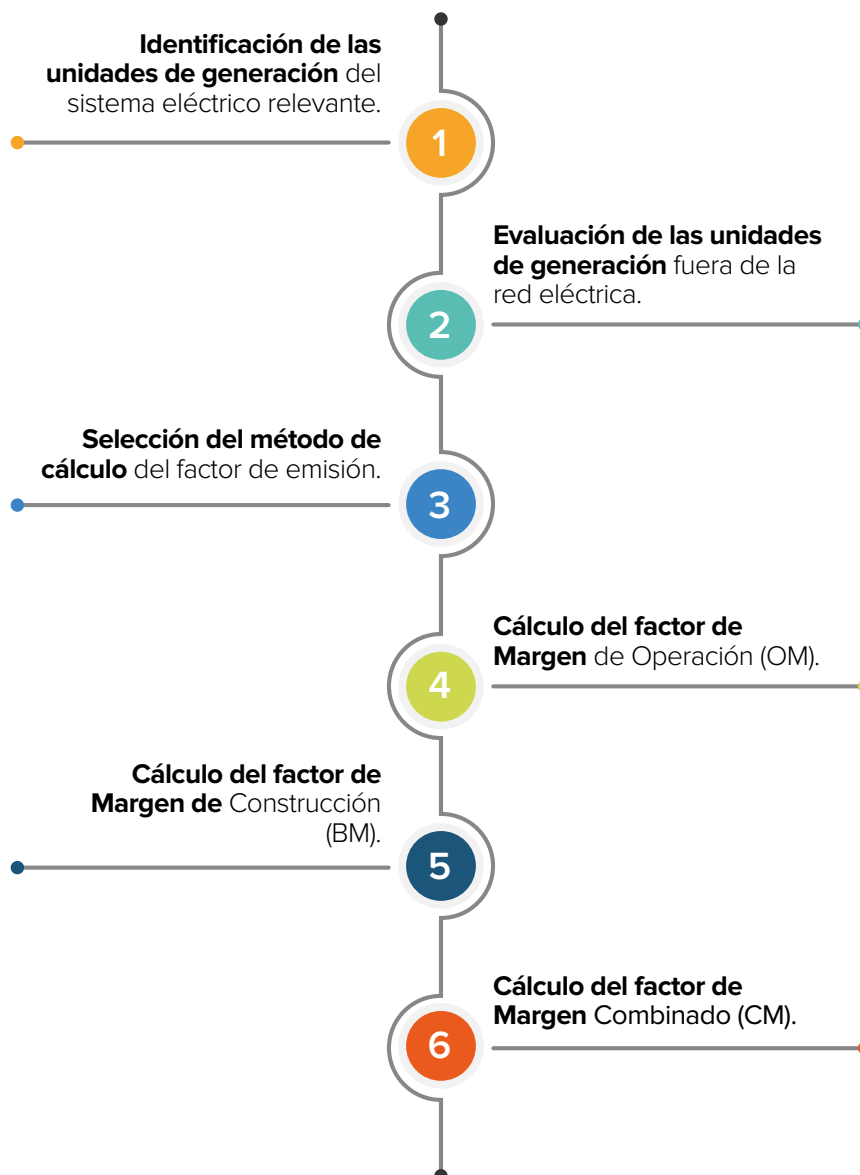 Identificación de las
unidades de generación del
sistema eléctrico relevante.
1
Evaluación de las unidades
de generación fuera de la
red eléctrica.
2
Selección del método de
cálculo del factor de emisión.
3
Cálculo del factor de
Margen de Operación (OM).
4
Cálculo del factor de
Margen de Construcción
(BM).
5
Cálculo del factor de
Margen Combinado (CM).
6